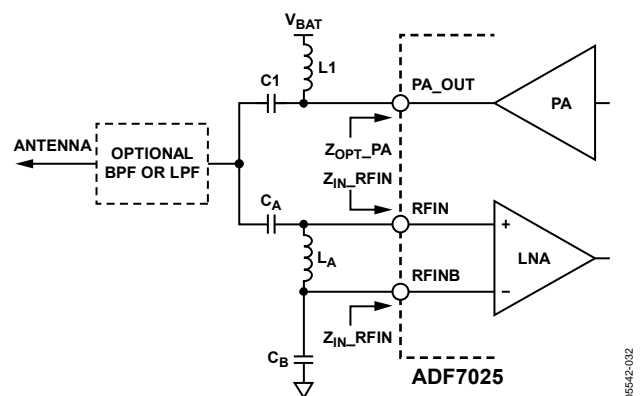 VBAT
L1
C1
PA_OUT
PA
ZOPT_PA
ANTENNA
OPTIONAL
BPF OR LPF
ZIN_RFIN
CA
RFIN
+
LA
LNA
RFINB
−
ZIN_RFIN
CB
ADF7025
05542-032